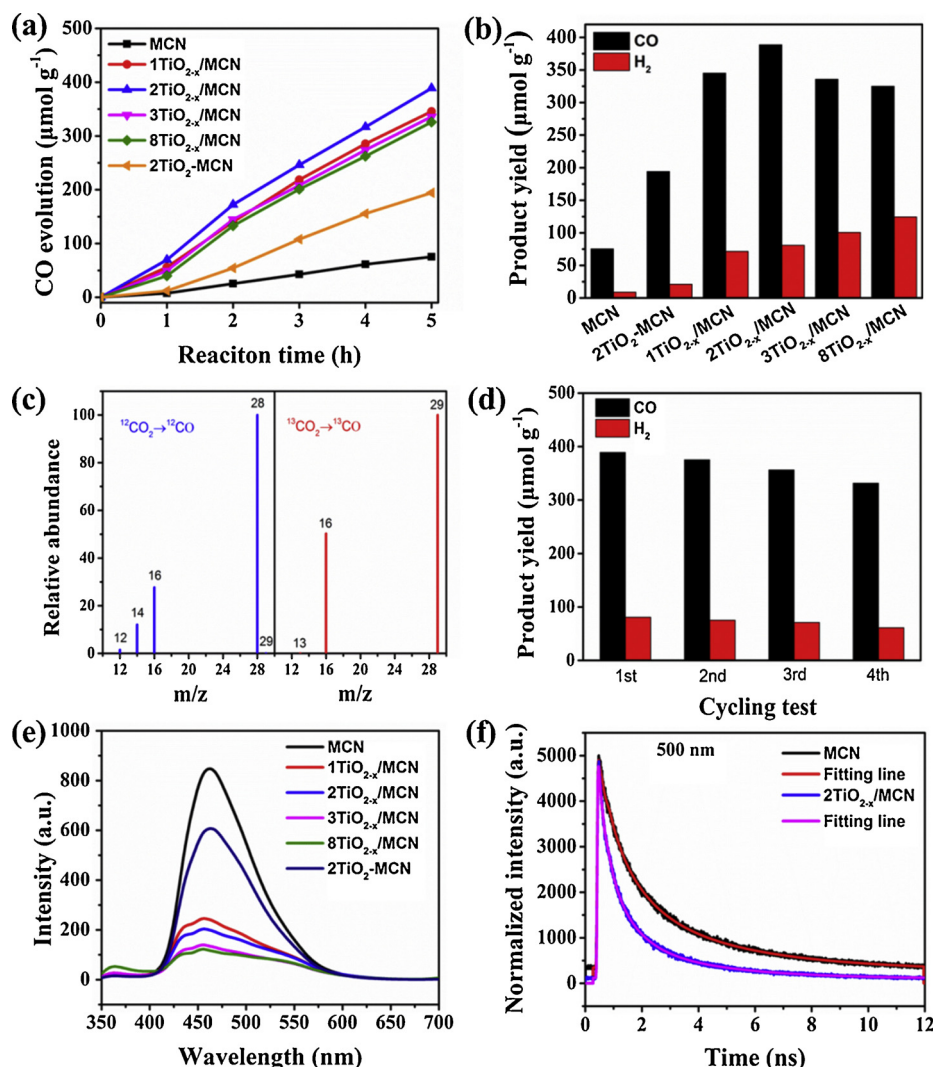 (a)
500
400
300
200
100
0
CO evolution (μmol g⁻¹)
MCN
1TiO₂₋ₓ/MCN
2TiO₂₋ₓ/MCN
3TiO₂₋ₓ/MCN
8TiO₂₋ₓ/MCN
2TiO₂-MCN
0 1 2 3 4 5
Reaciton time (h)
(b)
400
350
300
250
200
150
100
50
0
Product yield (μmol g⁻¹)
CO
H₂
MCN
2TiO₂-MCN
1TiO₂₋ₓ/MCN
2TiO₂₋ₓ/MCN
3TiO₂₋ₓ/MCN
8TiO₂₋ₓ/MCN
(c)
100
80
60
40
20
0
Relative abundance
¹²CO₂→¹²CO
¹³CO₂→¹³CO
12
14
16
28
29
13
16
29
12 16 20 24 28 12 16 20 24 28
m/z
m/z
(d)
500
400
300
200
100
0
Product yield (μmol g⁻¹)
CO
H₂
1st 2nd 3rd 4th
Cycling test
(e)
1000
800
600
400
200
0
Intensity (a.u.)
MCN
1TiO₂₋ₓ/MCN
2TiO₂₋ₓ/MCN
3TiO₂₋ₓ/MCN
8TiO₂₋ₓ/MCN
2TiO₂-MCN
350 400 450 500 550 600 650 700
Wavelength (nm)
(f)
5000
4000
3000
2000
1000
0
Normalized intensity (a.u.)
500 nm
MCN
Fitting line
2TiO₂₋ₓ/MCN
Fitting line
0 2 4 6 8 10 12
Time (ns)